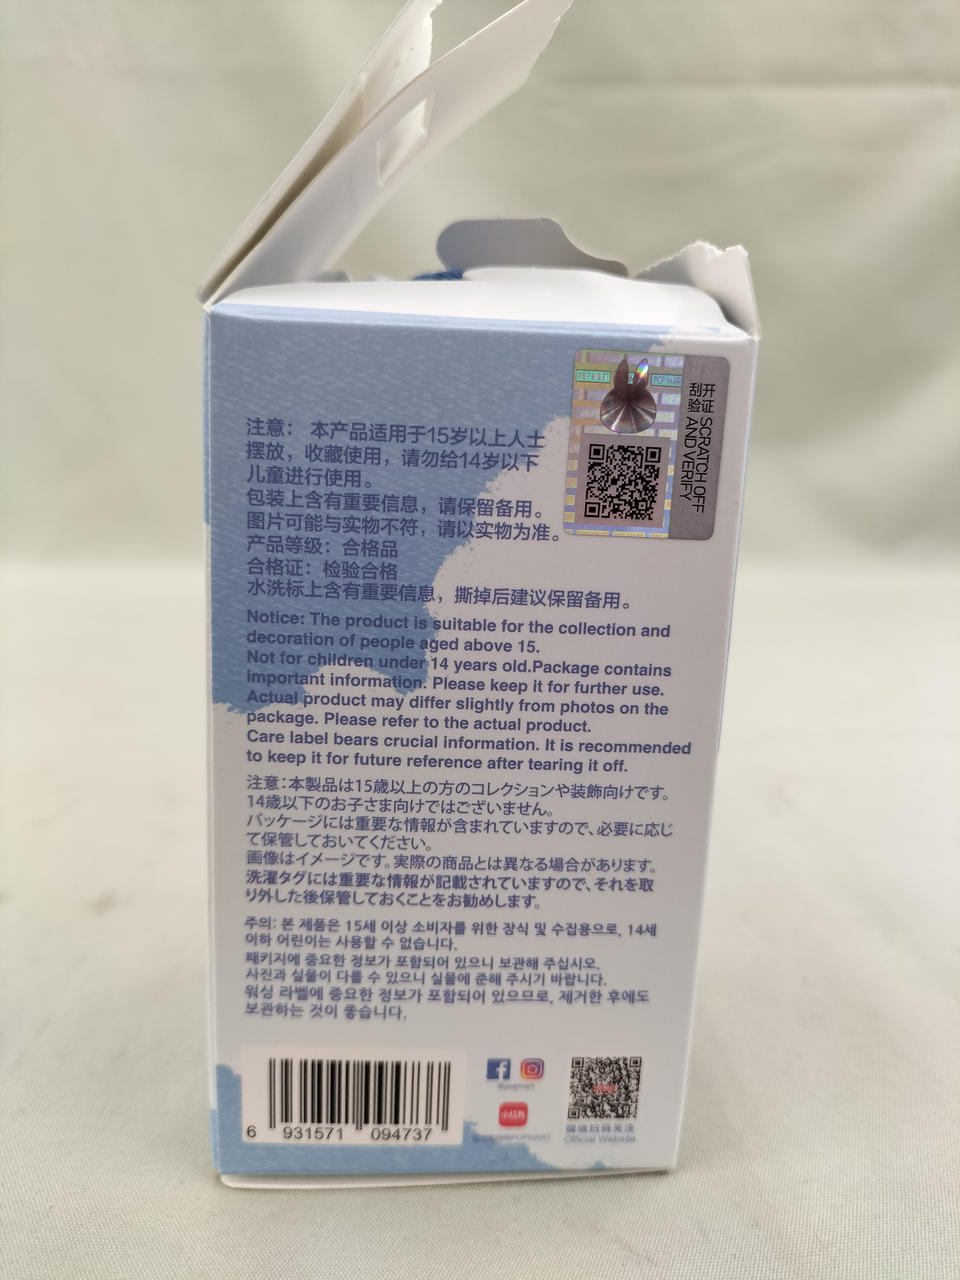 POP MART
POP MART
开 证
刮 验
SCRATCH OFF
AND VERIFY
注意： 本产品适用于15岁以上人士
摆放，收藏使用，请勿给14岁以下
儿童进行使用。
包装上含有重要信息，请保留备用。
图片可能与实物不符，请以实物为准。
产品等级：合格品
合格证：检验合格
水洗标上含有重要信息，撕掉后建议保留备用。
Notice: The product is suitable for the collection and
decoration of people aged above 15.
Not for children under 14 years old.Package contains
Important information. Please keep it for further use.
Actual product may differ slightly from photos on the
package. Please refer to the actual product.
Care label bears crucial information. It is recommended
to keep it for future reference after tearing it off.
注意：本製品は15歳以上の方のコレクションや装飾向けです。
14歳以下のお子さま向けではございません。
パッケージには重要な情報が含まれていますので、必要に応じ
て保管しておいてください。
画像はイメージです。実際の商品とは異なる場合があります。
洗濯タグには重要な情報が記載されていますので、それを取
り外した後保管しておくことをお勧めします。
주의: 본 제품은 15세 이상 소비자를 위한 장식 및 수집용으로, 14세
이하 어린이는 사용할 수 없습니다.
패키지에 중요한 정보가 포함되어 있으니 보관해 주십시오.
사진과 실물이 다를 수 있으니 실물에 준해 주시기 바랍니다.
워싱 라벨에 중요한 정보가 포함되어 있으므로, 제거한 후에도
보관하는 것이 좋습니다.
@popmart
小红书
POPMART
微信扫码关注
Official Website
6 931571 094737